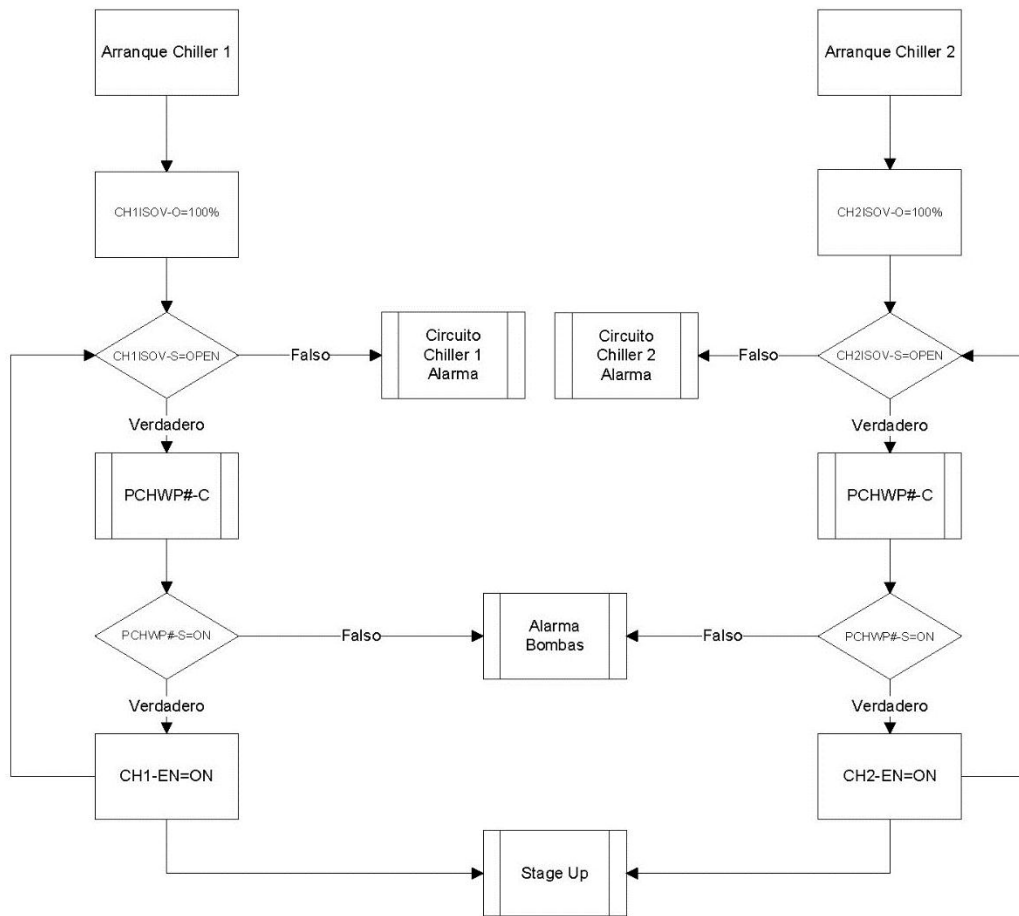 Arranque Chiller 1
Arranque Chiller 2
CH1ISOV-O=100%
CH2ISOV-O=100%
CH1ISOV-S=OPEN
Falso
Circuito
Chiller 1
Alarma
Circuito
Chiller 2
Alarma
Falso
CH2ISOV-S=OPEN
Verdadero
Verdadero
PCHWP#-C
PCHWP#-C
PCHWP#-S=ON
Falso
Alarma
Bombas
Falso
PCHWP#-S=ON
Verdadero
Verdadero
CH1-EN=ON
CH2-EN=ON
Stage Up